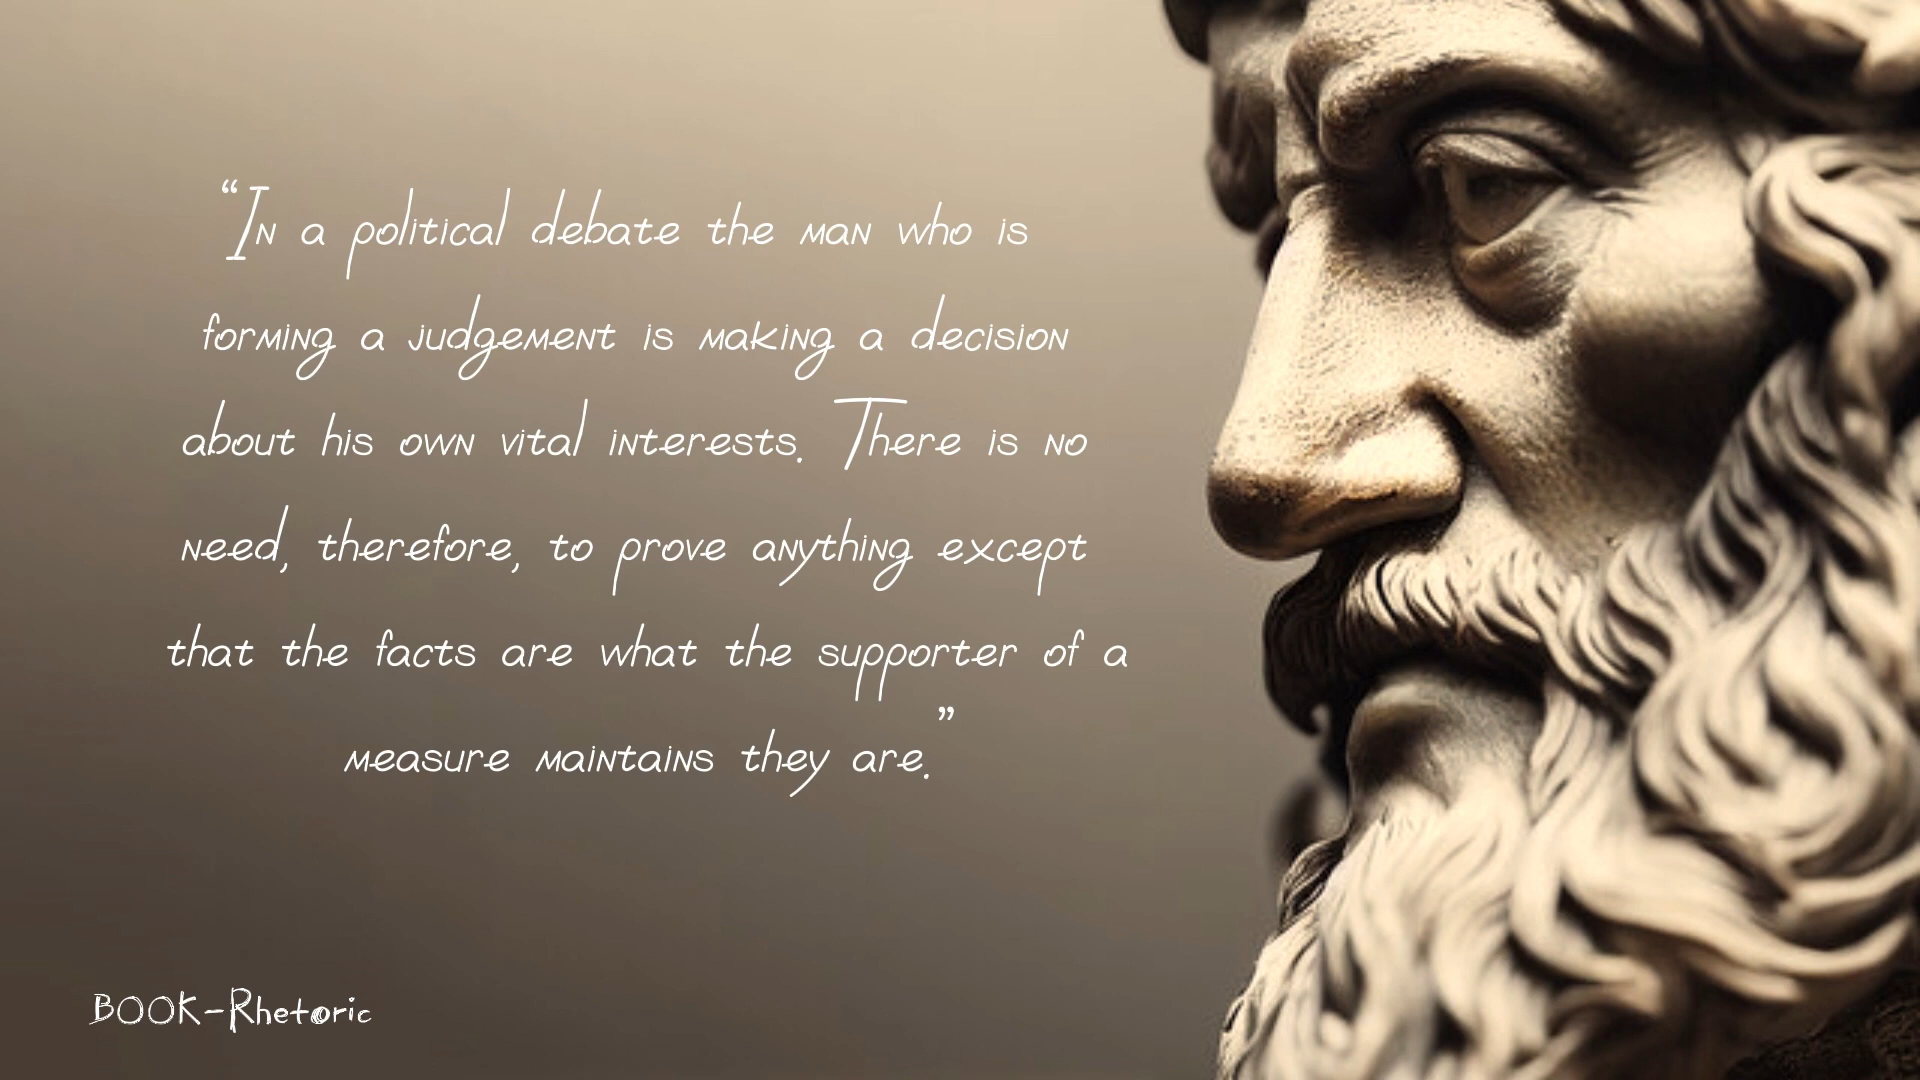 “In a political debate the man who is
forming a judgement is making a decision
about his own vital interests. There is no
need, therefore, to prove anything except
that the facts are what the supporter of a
measure maintains they are.”
BOOK-Rhetoric